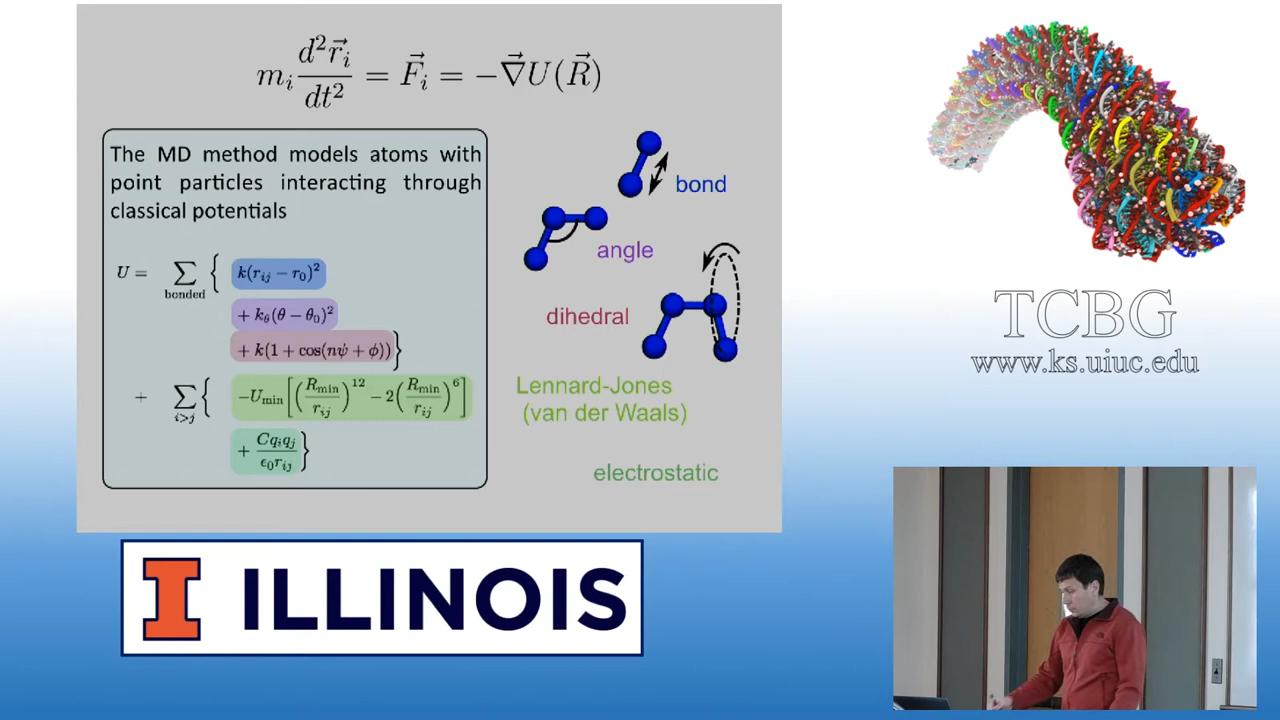 m_i d²r⃗_i/dt² = F⃗_i = −∇⃗U(R⃗)
The MD method models atoms with
point particles interacting through
classical potentials
U = ∑ bonded { k(r_ij − r_0)²
+ k_θ(θ − θ_0)²
+ k(1 + cos(nψ + ϕ))}
+ ∑ i>j { −U_min[(R_min/r_ij)^12 − 2(R_min/r_ij)^6]
+ Cq_iq_j/ϵ_0r_ij }
bond
angle
dihedral
Lennard-Jones
(van der Waals)
electrostatic
TCBG
www.ks.uiuc.edu
I ILLINOIS